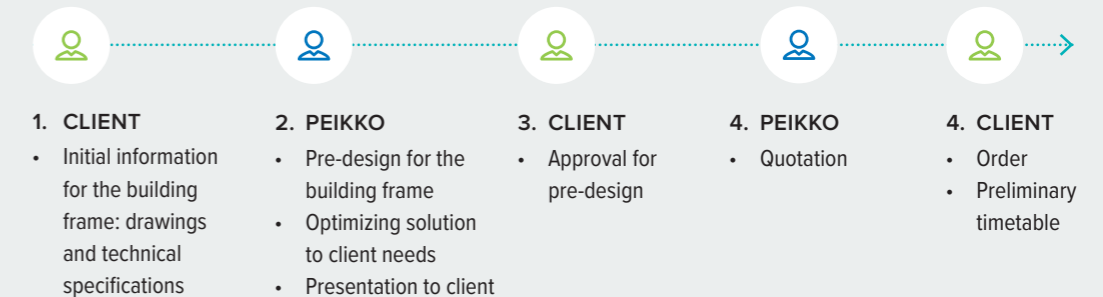 1. CLIENT
• Initial information
for the building
frame: drawings
and technical
specifications
2. PEIKKO
• Pre-design for the
building frame
• Optimizing solution
to client needs
• Presentation to client
3. CLIENT
• Approval for
pre-design
4. PEIKKO
• Quotation
4. CLIENT
• Order
• Preliminary
timetable